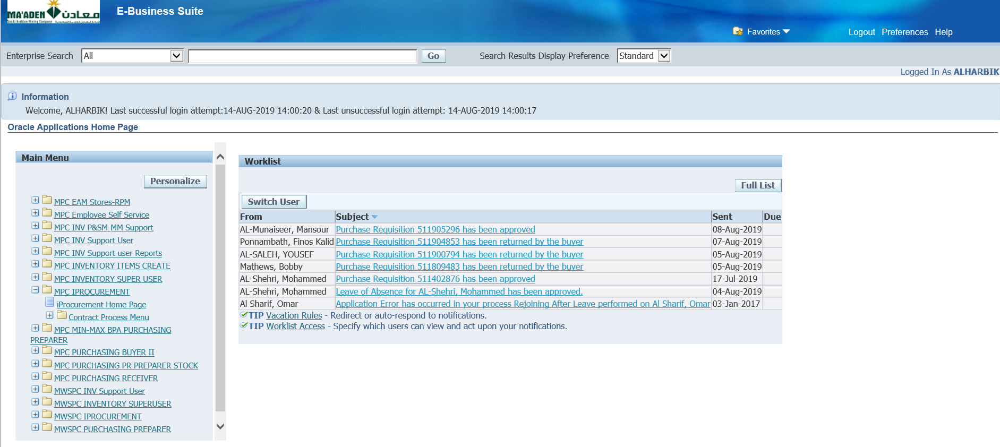 MA'ADEN معادن
Saudi Arabian Mining Company
E-Business Suite
Favorites
Logout Preferences Help
Enterprise Search All Go Search Results Display Preference Standard
Logged In As ALHARBIK
Information
Welcome, ALHARBIK! Last successful login attempt:14-AUG-2019 14:00:20 & Last unsuccessful login attempt: 14-AUG-2019 14:00:17
Oracle Applications Home Page
Main Menu
Personalize
MPC EAM Stores-RPM
MPC Employee Self Service
MPC INV P&SM-MM Support
MPC INV Support User
MPC INV Support user Reports
MPC INVENTORY ITEMS CREATE
MPC INVENTORY SUPER USER
MPC IPROCUREMENT
iProcurement Home Page
Contract Process Menu
MPC MIN-MAX BPA PURCHASING
PREPARER
MPC PURCHASING BUYER II
MPC PURCHASING PR PREPARER STOCK
MPC PURCHASING RECEIVER
MWSPC INV Support User
MWSPC INVENTORY SUPERUSER
MWSPC IPROCUREMENT
MWSPC PURCHASING PREPARER
Worklist
Full List
Switch User
From Subject Sent Due
AL-Munaiseer, Mansour Purchase Requisition 511905296 has been approved 08-Aug-2019
Ponnambath, Finos Kalid Purchase Requisition 511904853 has been returned by the buyer 07-Aug-2019
AL-SALEH, YOUSEF Purchase Requisition 511900794 has been returned by the buyer 05-Aug-2019
Mathews, Bobby Purchase Requisition 511809483 has been returned by the buyer 05-Aug-2019
AL-Shehri, Mohammed Purchase Requisition 511402876 has been approved 17-Jul-2019
AL-Shehri, Mohammed Leave of Absence for AL-Shehri, Mohammed has been approved. 04-Aug-2019
Al Sharif, Omar Application Error has occurred in your process Rejoining After Leave performed on Al Sharif, Omar 03-Jan-2017
TIP Vacation Rules - Redirect or auto-respond to notifications.
TIP Worklist Access - Specify which users can view and act upon your notifications.